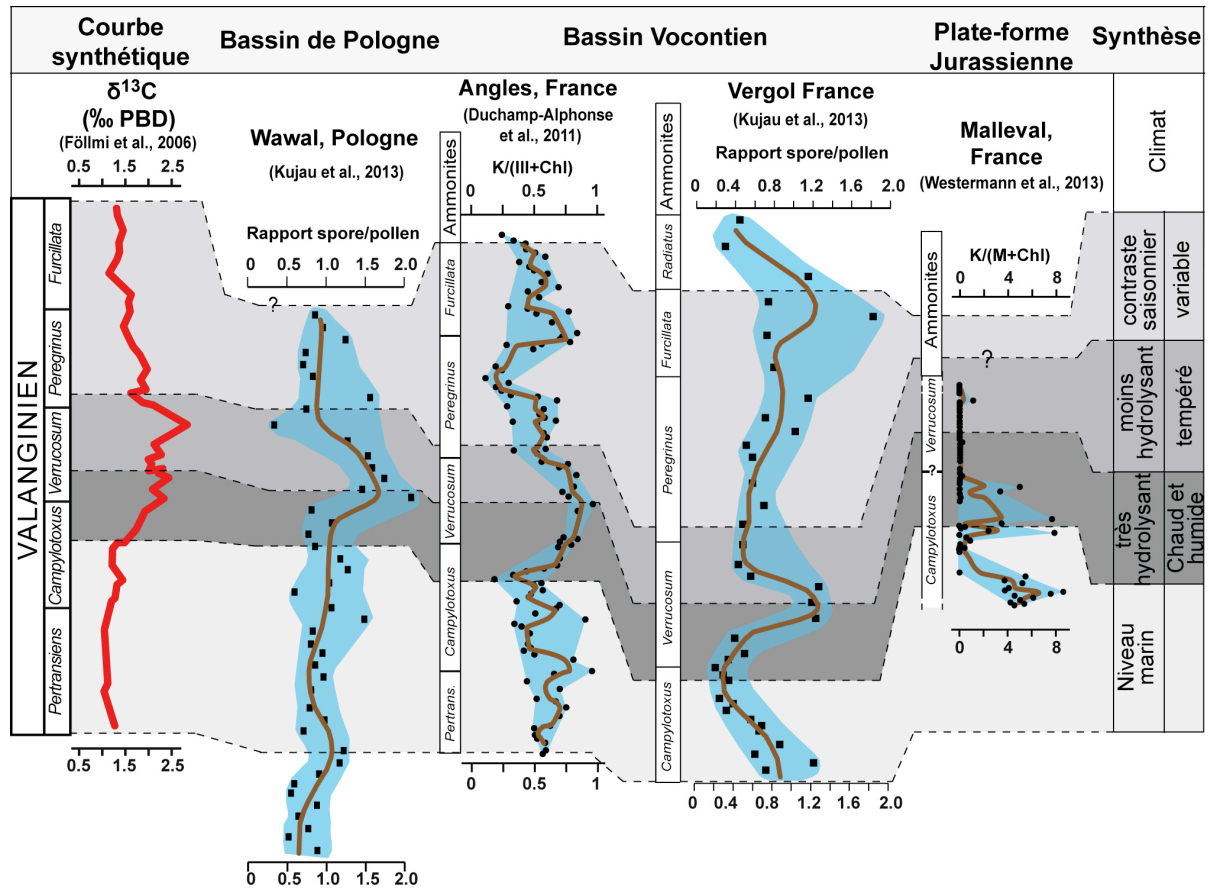 Courbe
synthétique
Bassin de Pologne
Bassin Vocontien
Plate-forme
Jurassienne
Synthèse
δ13C
(‰ PBD)
(Föllmi et al., 2006)
0.5 1.5 2.5
Wawal, Pologne
(Kujau et al., 2013)
Rapport spore/pollen
0 0.5 1.0 1.5 2.0
Angles, France
(Duchamp-Alphonse
et al., 2011)
K/(Ill+Chl)
0 0.5 1
Ammonites
Vergol France
(Kujau et al., 2013)
Rapport spore/pollen
0 0.4 0.8 1.2 1.6 2.0
Ammonites
Malleval,
France
(Westermann et al., 2013)
K/(M+Chl)
0 4 8
Ammonites
Climat
VALANGINIEN
Furcillata
Peregrinus
Verrucosum
Campylotoxus
Pertransiens
?
Furcillata
Peregrinus
Verrucosum
Campylotoxus
Pertrans.
Radiatus
Furcillata
Peregrinus
Verrucosum
Campylotoxus
?
Verrucosum
?
Campylotoxus
contraste
saisonnier
variable
moins
hydrolysant
tempéré
très
hydrolysant
Chaud et
humide
Niveau
marin
0.5 1.5 2.5
0 0.5 1.0 1.5 2.0
0 0.5 1
0 0.4 0.8 1.2 1.6 2.0
0 4 8